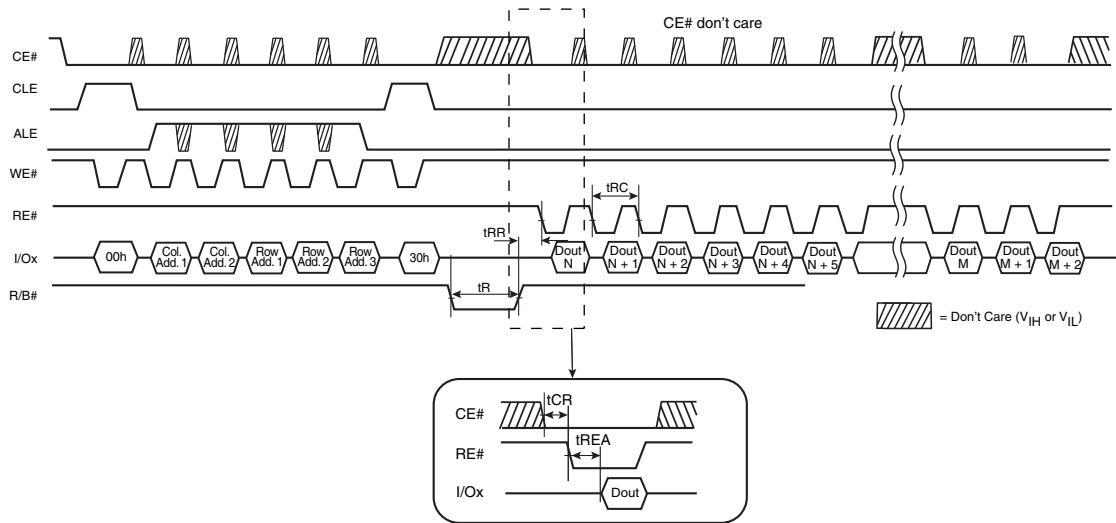 CE# don't care
CE#
CLE
ALE
WE#
tRC
RE#
tRR
I/Ox
00h
Col. Add. 1
Col. Add. 2
Row Add. 1
Row Add. 2
Row Add. 3
30h
Dout N
Dout N + 1
Dout N + 2
Dout N + 3
Dout N + 4
Dout N + 5
Dout M
Dout M + 1
Dout M + 2
tR
R/B#
= Don't Care (VIH or VIL)
tCR
CE#
tREA
RE#
I/Ox
Dout